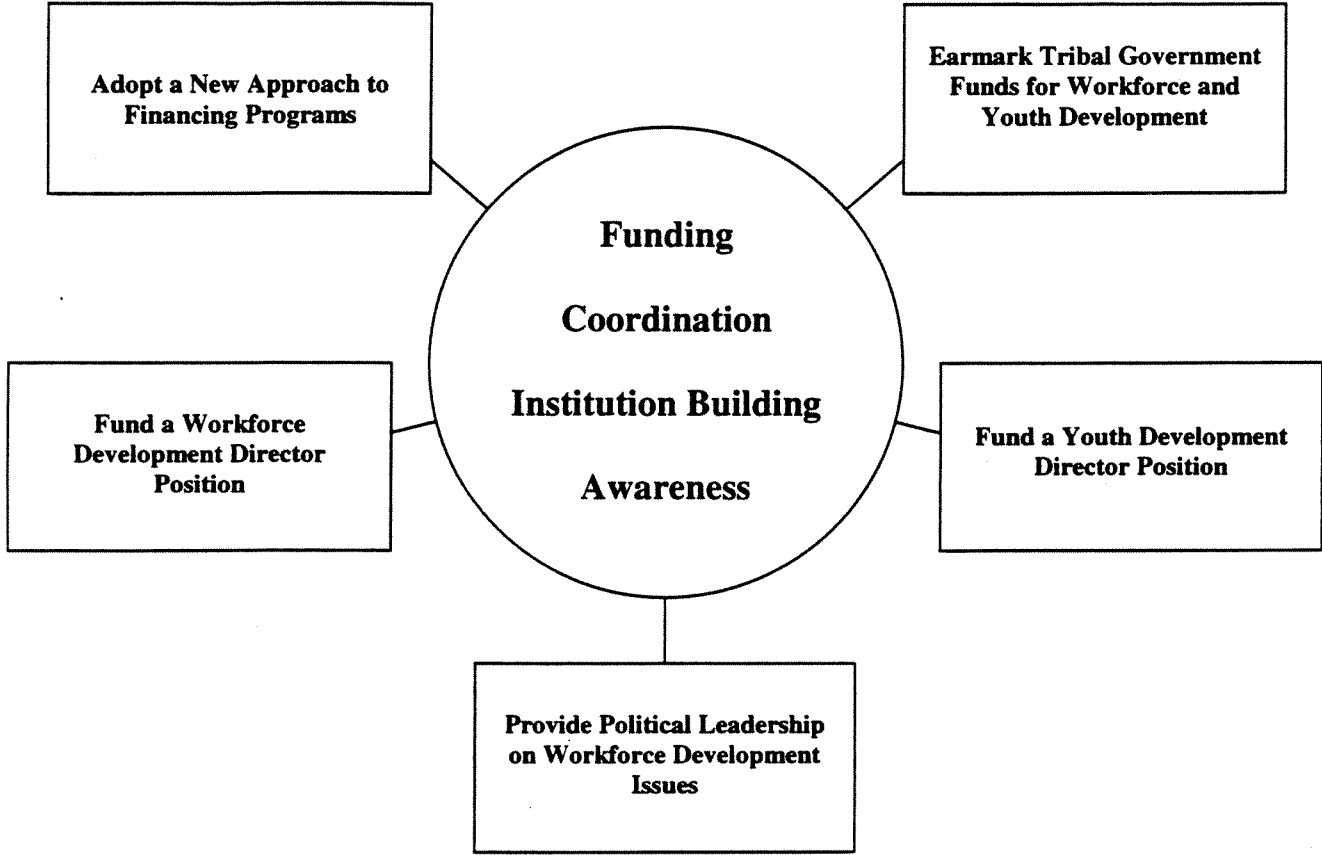 Adopt a New Approach to
Financing Programs
Earmark Tribal Government
Funds for Workforce and
Youth Development
Funding
Coordination
Institution Building
Awareness
Fund a Workforce
Development Director
Position
Fund a Youth Development
Director Position
Provide Political Leadership
on Workforce Development
Issues